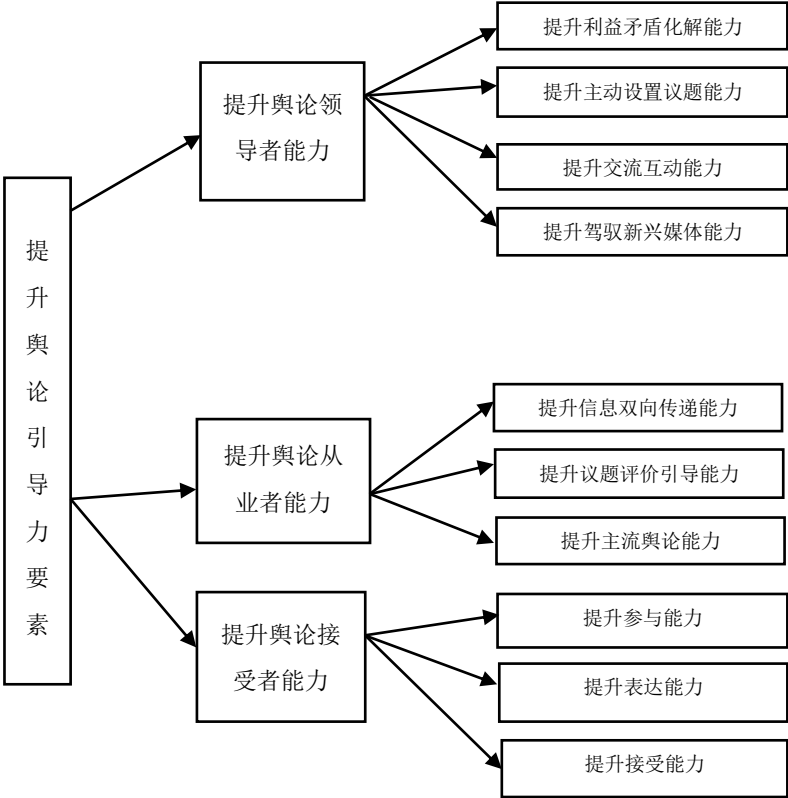 提升舆论引导力要素
提升舆论领
导者能力
提升利益矛盾化解能力
提升主动设置议题能力
提升交流互动能力
提升驾驭新兴媒体能力
提升舆论从
业者能力
提升信息双向传递能力
提升议题评价引导能力
提升主流舆论能力
提升舆论接
受者能力
提升参与能力
提升表达能力
提升接受能力